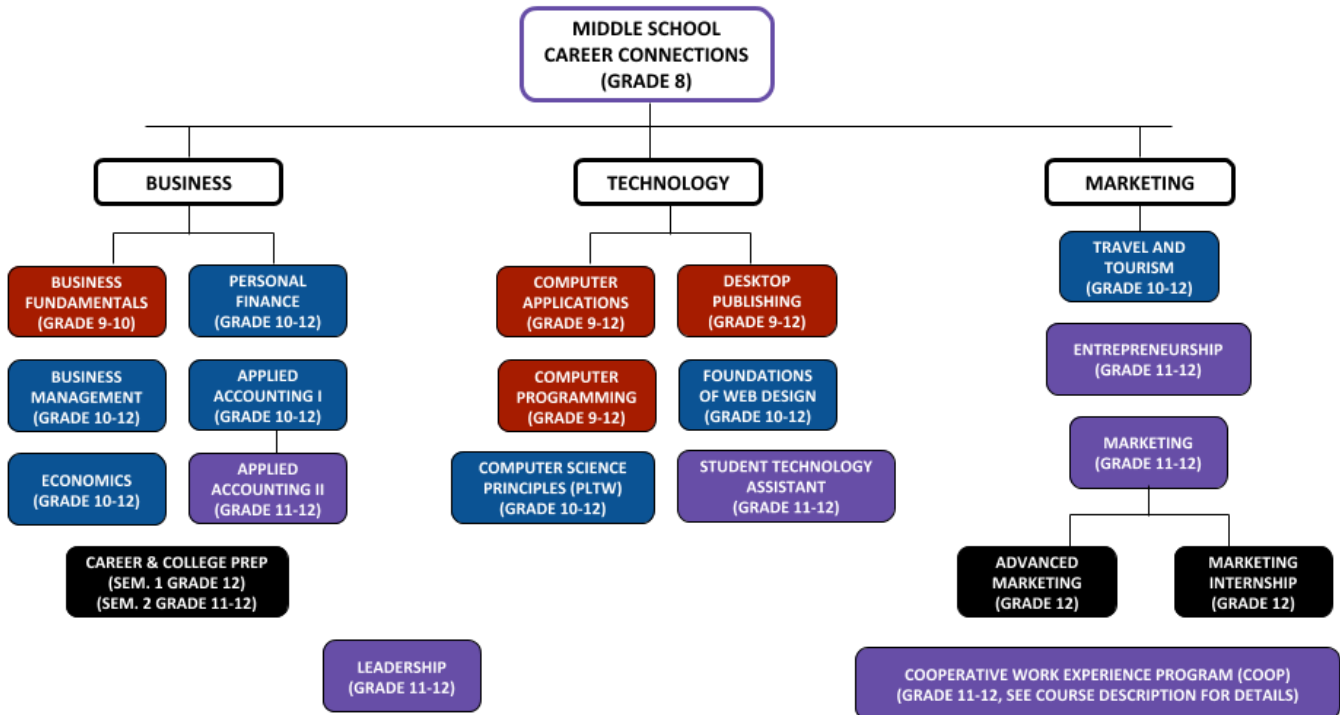 MIDDLE SCHOOL
CAREER CONNECTIONS
(GRADE 8)
BUSINESS
TECHNOLOGY
MARKETING
BUSINESS
FUNDAMENTALS
(GRADE 9-10)
PERSONAL
FINANCE
(GRADE 10-12)
BUSINESS
MANAGEMENT
(GRADE 10-12)
APPLIED
ACCOUNTING I
(GRADE 10-12)
ECONOMICS
(GRADE 10-12)
APPLIED
ACCOUNTING II
(GRADE 11-12)
CAREER & COLLEGE PREP
(SEM. 1 GRADE 12)
(SEM. 2 GRADE 11-12)
COMPUTER
APPLICATIONS
(GRADE 9-12)
DESKTOP
PUBLISHING
(GRADE 9-12)
COMPUTER
PROGRAMMING
(GRADE 9-12)
FOUNDATIONS
OF WEB DESIGN
(GRADE 10-12)
COMPUTER SCIENCE
PRINCIPLES (PLTW)
(GRADE 10-12)
STUDENT TECHNOLOGY
ASSISTANT
(GRADE 11-12)
TRAVEL AND
TOURISM
(GRADE 10-12)
ENTREPRENEURSHIP
(GRADE 11-12)
MARKETING
(GRADE 11-12)
ADVANCED
MARKETING
(GRADE 12)
MARKETING
INTERNSHIP
(GRADE 12)
LEADERSHIP
(GRADE 11-12)
COOPERATIVE WORK EXPERIENCE PROGRAM (COOP)
(GRADE 11-12, SEE COURSE DESCRIPTION FOR DETAILS)